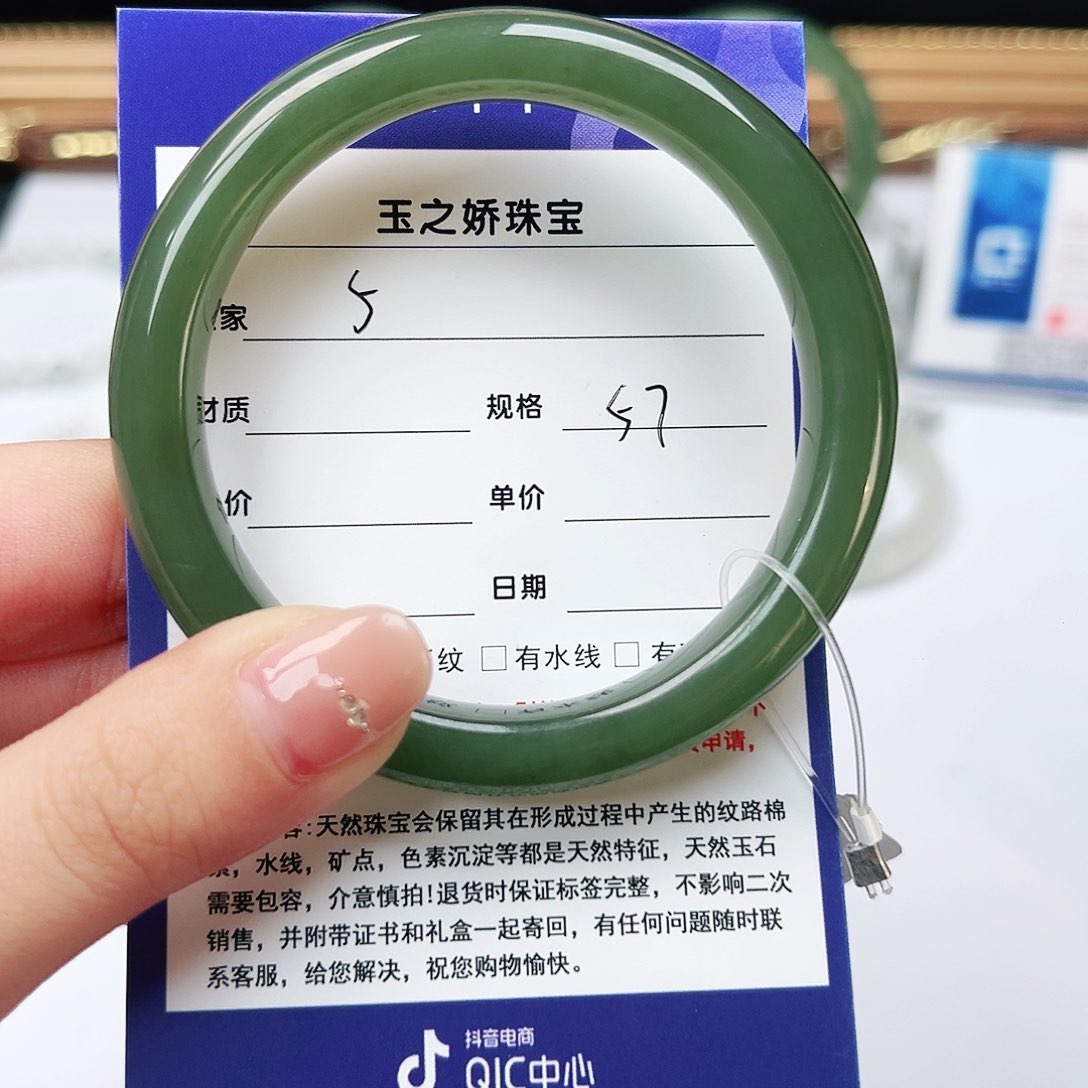 玉之娇珠宝
家 5
材质 规格 57
价 单价
日期
纹 □有水线 □有
申请，
容:天然珠宝会保留其在形成过程中产生的纹路棉
絮，水线，矿点，色素沉淀等都是天然特征，天然玉石
需要包容，介意慎拍!退货时保证标签完整，不影响二次
销售，并附带证书和礼盒一起寄回，有任何问题随时联
系客服，给您解决，祝您购物愉快。
抖音电商
QIC中心